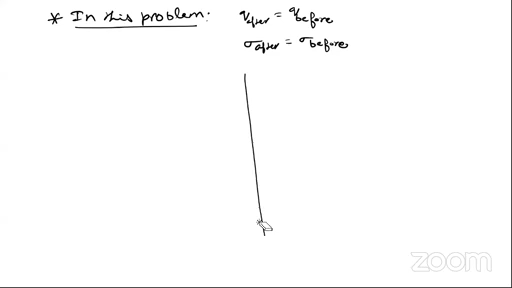 * In this problem: q_after = q_before
σ_after = σ_before
zoom